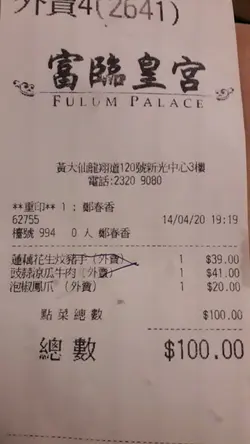 外賣4(2641)
富臨皇宮
FULUM PALACE
黃大仙龍翔道120號新光中心3樓
電話:2320 9080
**重印** 1 : 鄭春香
62755 14/04/20 19:19
檯號 994 0 人 鄭春香
蓮藕花生炆豬手(外賣) 1 $39.00
豉蒜凉瓜牛肉(外賣) 1 $41.00
泡椒鳳爪 (外賣) 1 $20.00
點菜總數 $100.00
總數 $100.00